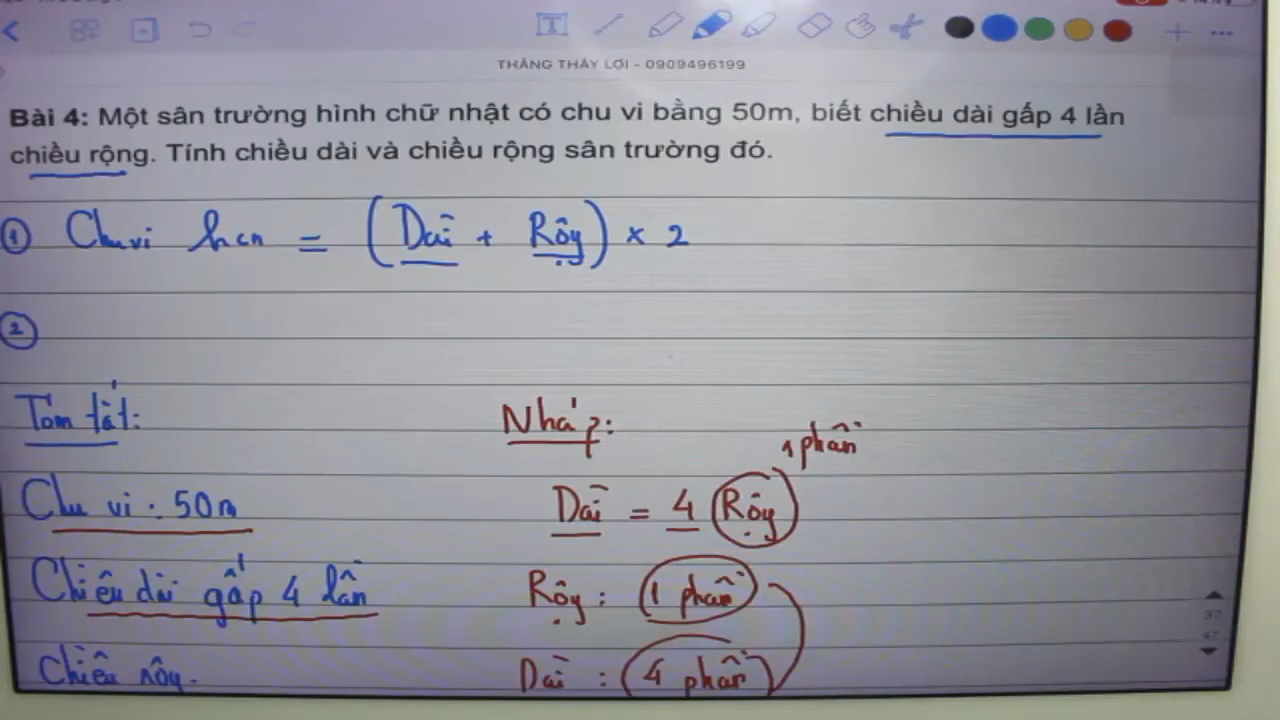 THẮNG THẦY LỢI - 0909496199
Bài 4: Một sân trường hình chữ nhật có chu vi bằng 50m, biết chiều dài gấp 4 lần
chiều rộng. Tính chiều dài và chiều rộng sân trường đó.
① Chu vi hcn = (Dài + Rộng) x 2
②
Tóm tắt:
Nháp:
1 phần
Chu vi : 50m
Dài = 4 Rộng
Chiều dài gấp 4 lần
Rộng : 1 phần
37
47
Chiều rộng.
Dài : 4 phần